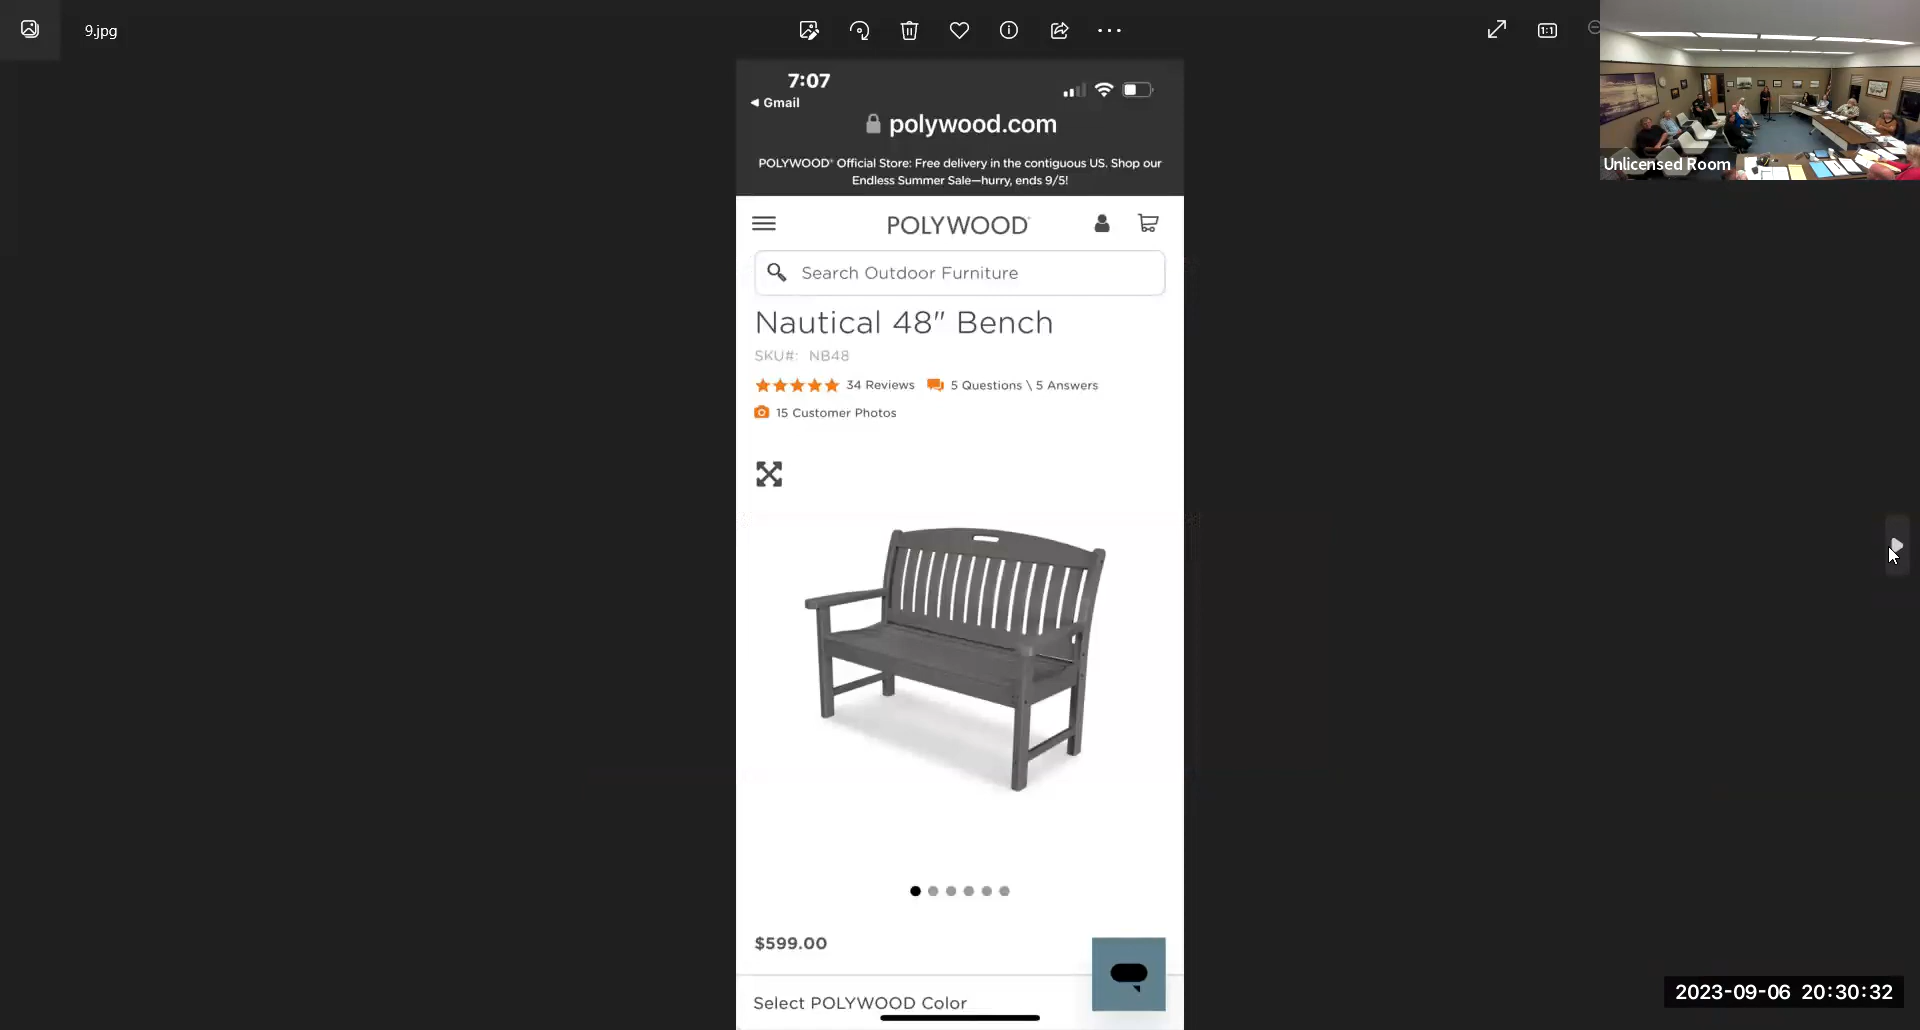 9.jpg
1:1
7:07
Gmail
polywood.com
POLYWOOD® Official Store: Free delivery in the contiguous US. Shop our
Endless Summer Sale—hurry, ends 9/5!
POLYWOOD
Search Outdoor Furniture
Nautical 48" Bench
SKU#: NB48
34 Reviews 5 Questions \ 5 Answers
15 Customer Photos
$599.00
Select POLYWOOD Color
Unlicensed Room
2023-09-06 20:30:32